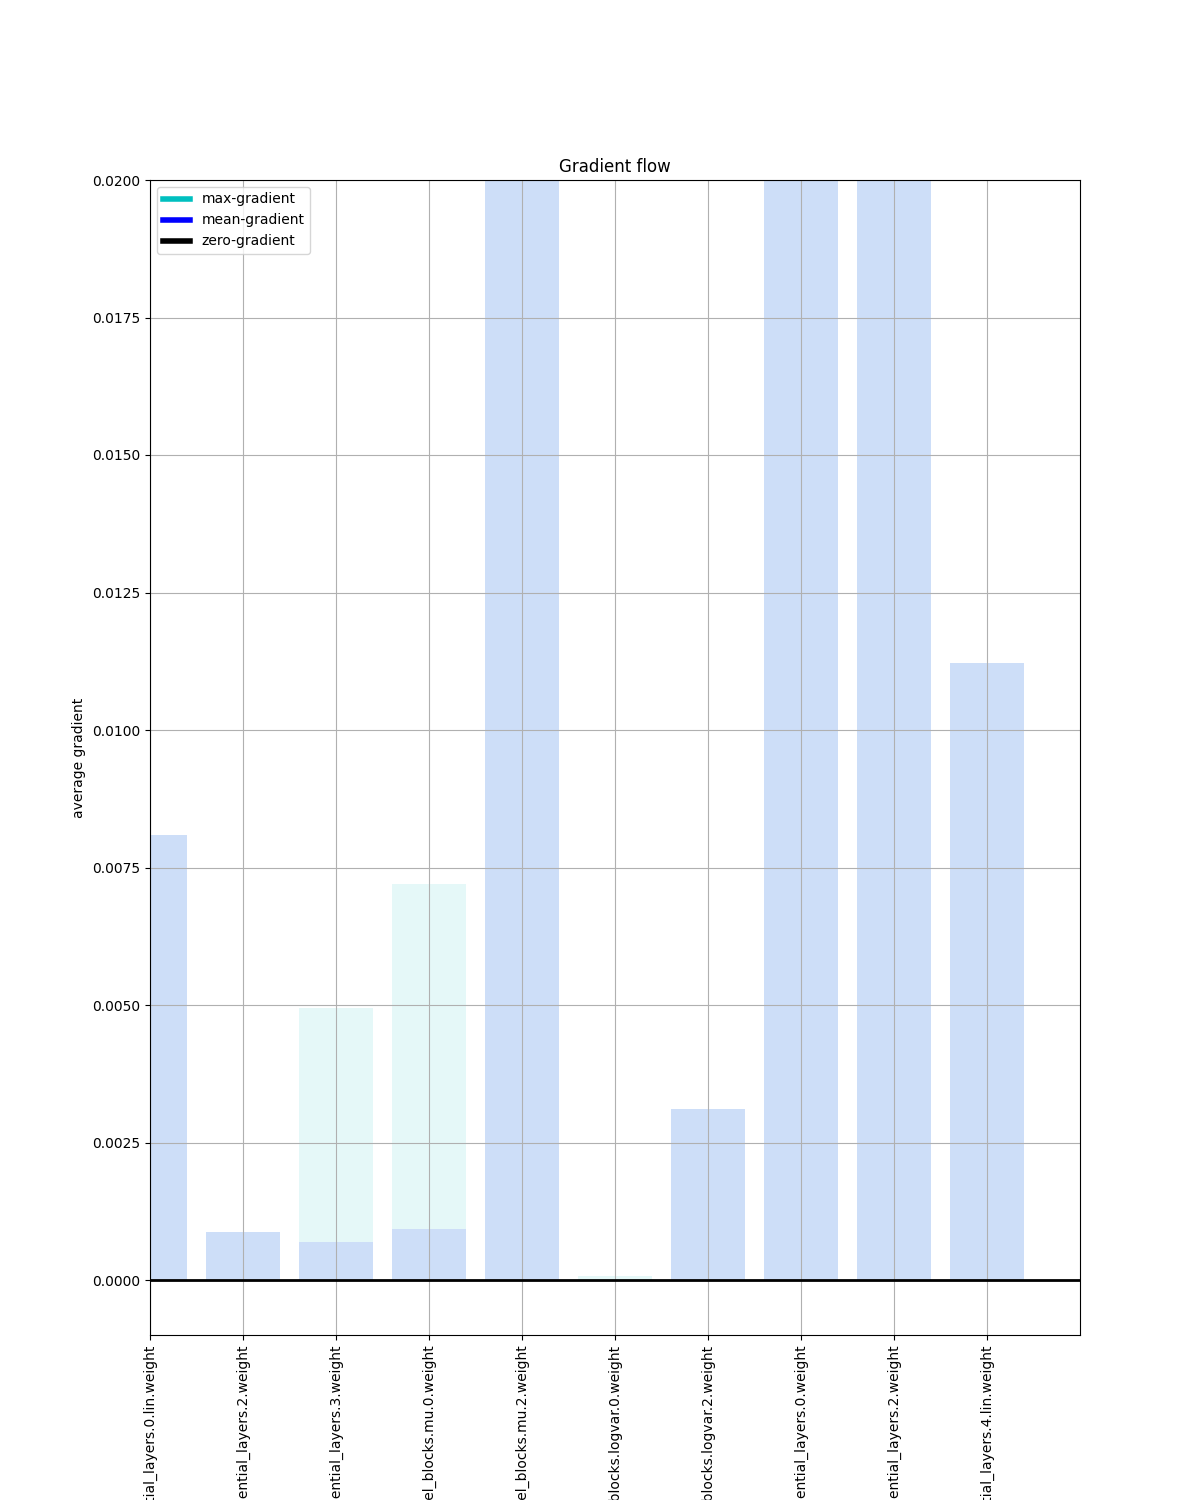 Gradient flow
max-gradient
mean-gradient
zero-gradient
0.0200
0.0175
0.0150
0.0125
0.0100
0.0075
0.0050
0.0025
0.0000
average gradient
tial_layers.0.lin.weight
ential_layers.2.weight
ential_layers.3.weight
el_blocks.mu.0.weight
el_blocks.mu.2.weight
blocks.logvar.0.weight
blocks.logvar.2.weight
ential_layers.0.weight
ential_layers.2.weight
tial_layers.4.lin.weight